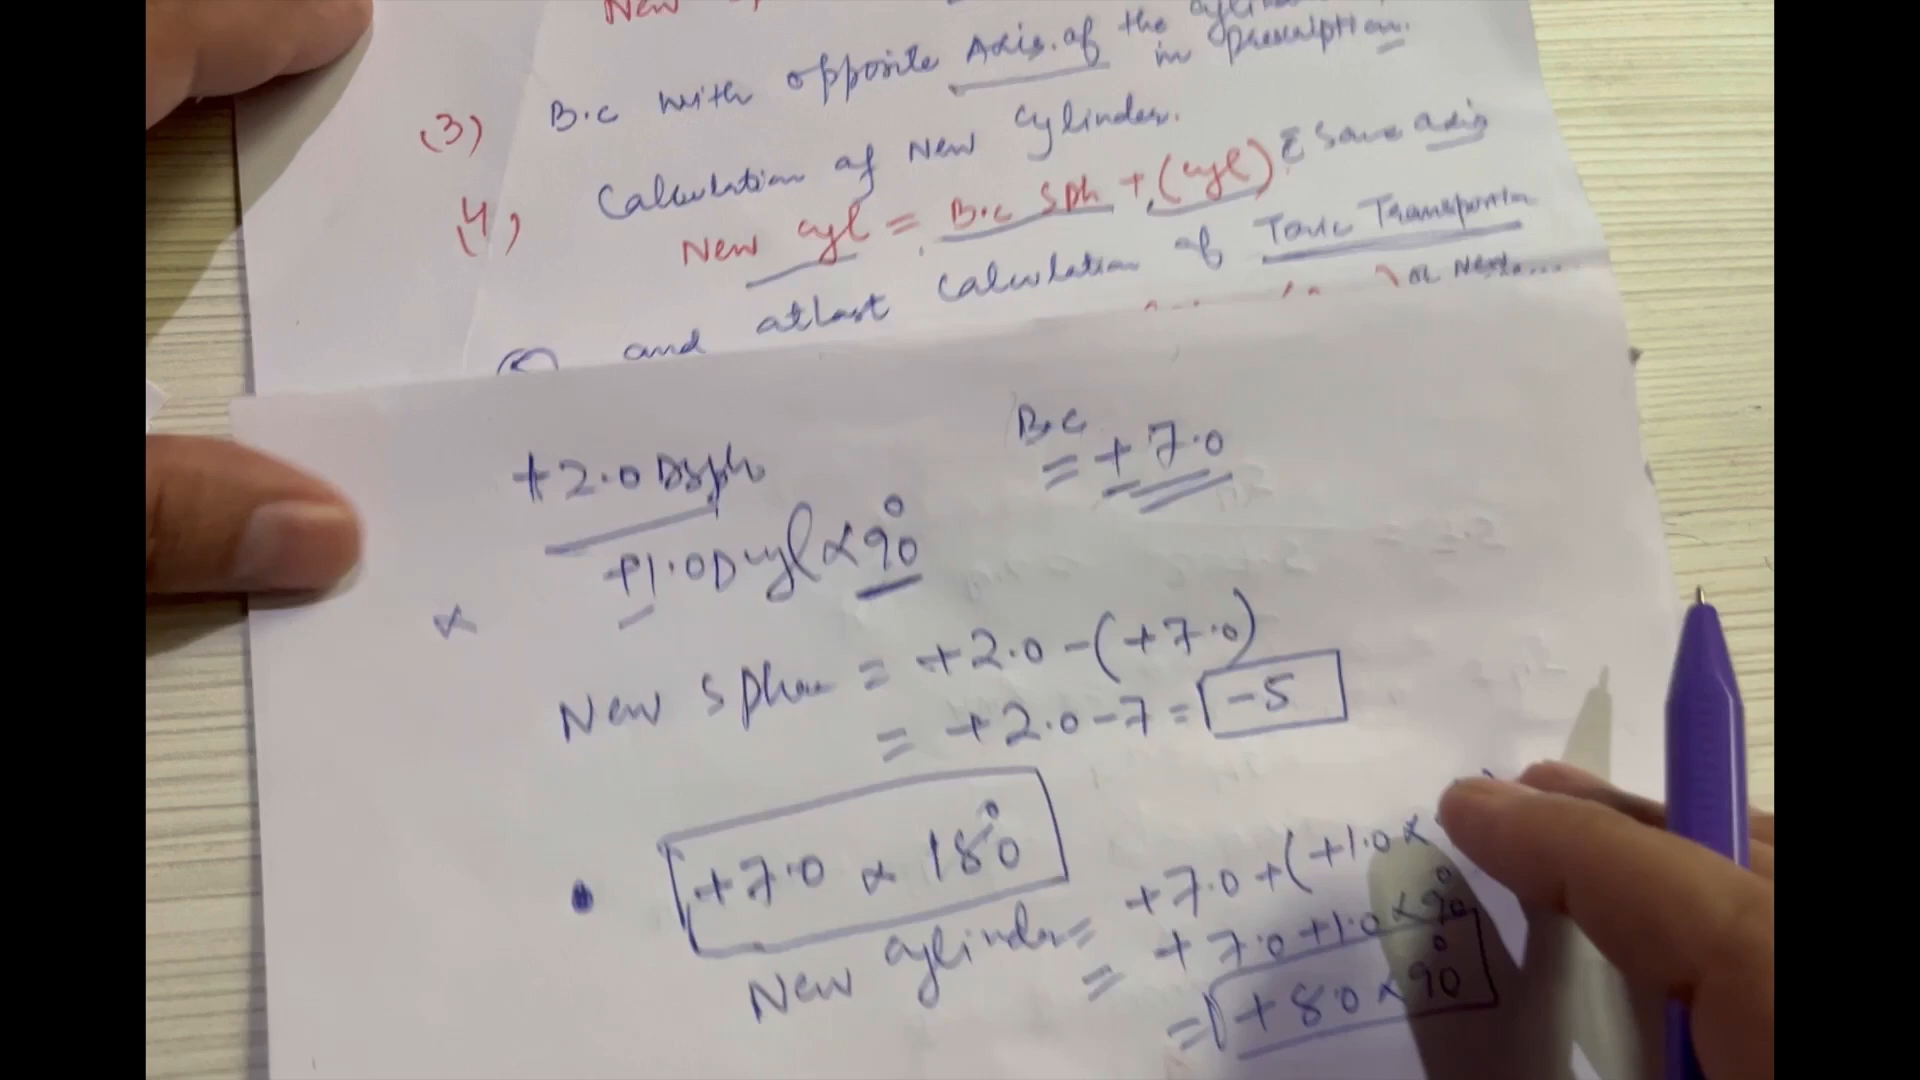 New
(3) B.c with opposite Axis of the
in prescription.
(4) Calculation of New Cylinder.
New cyl = B.c Sph + (cyl) c̄ Same axis
and atlast calculation of Toric Transposition
or
+2.0 Dsph
+1.0 D cyl x 90°
B.c = +7.0
x
New Sphere = +2.0 - (+7.0)
= +2.0 - 7 = -5
• +7.0 x 180°
New cylinder = +7.0 + (+1.0 x
= +7.0 +1.0 x 90°
= +8.0 x 90°